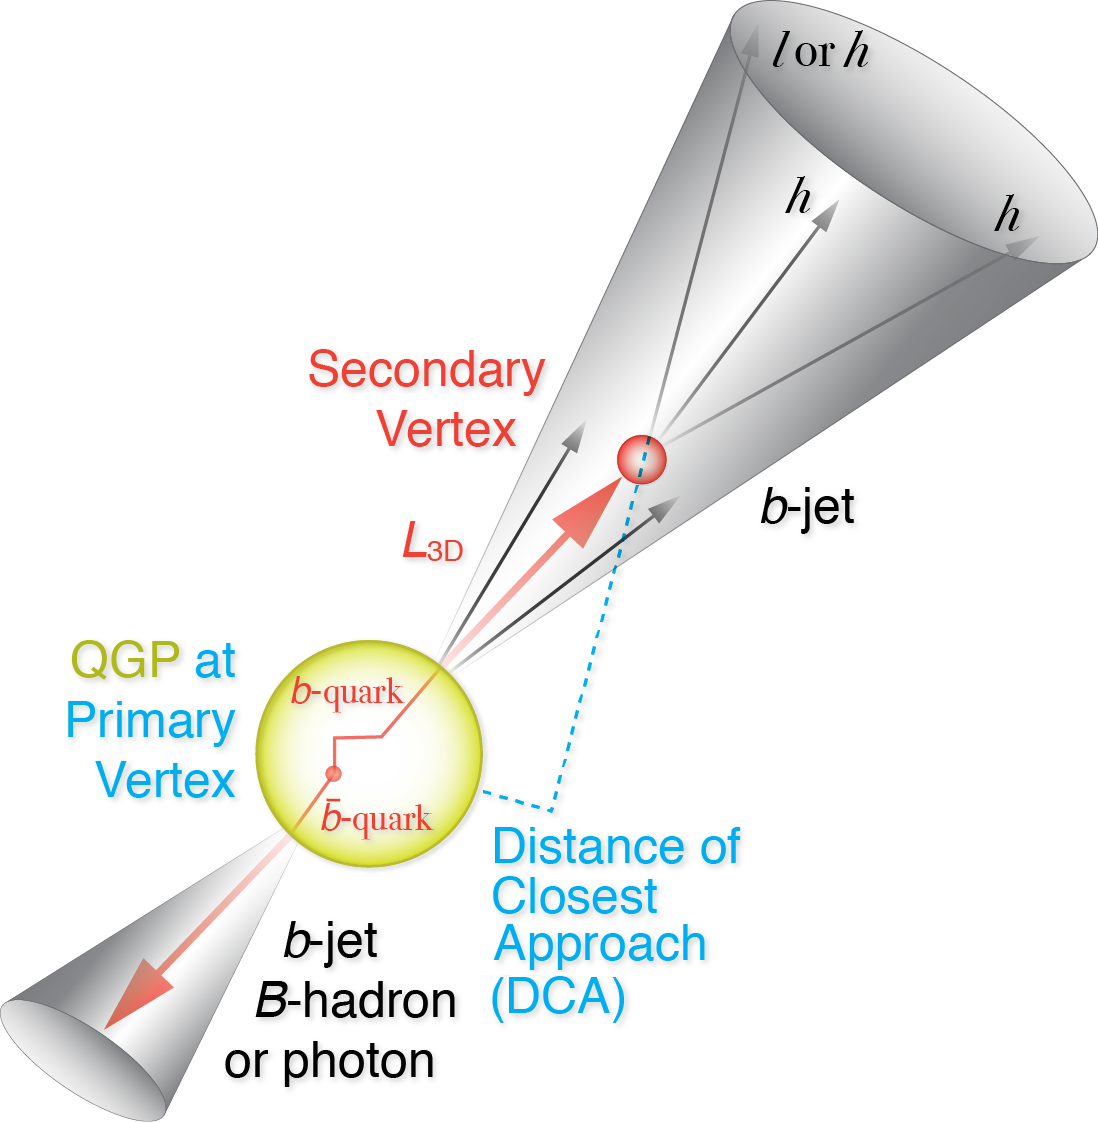 l or h
h
h
Secondary
Vertex
b-jet
L3D
QGP at
Primary
Vertex
b-quark
b̄-quark
Distance of
Closest
Approach
(DCA)
b-jet
B-hadron
or photon